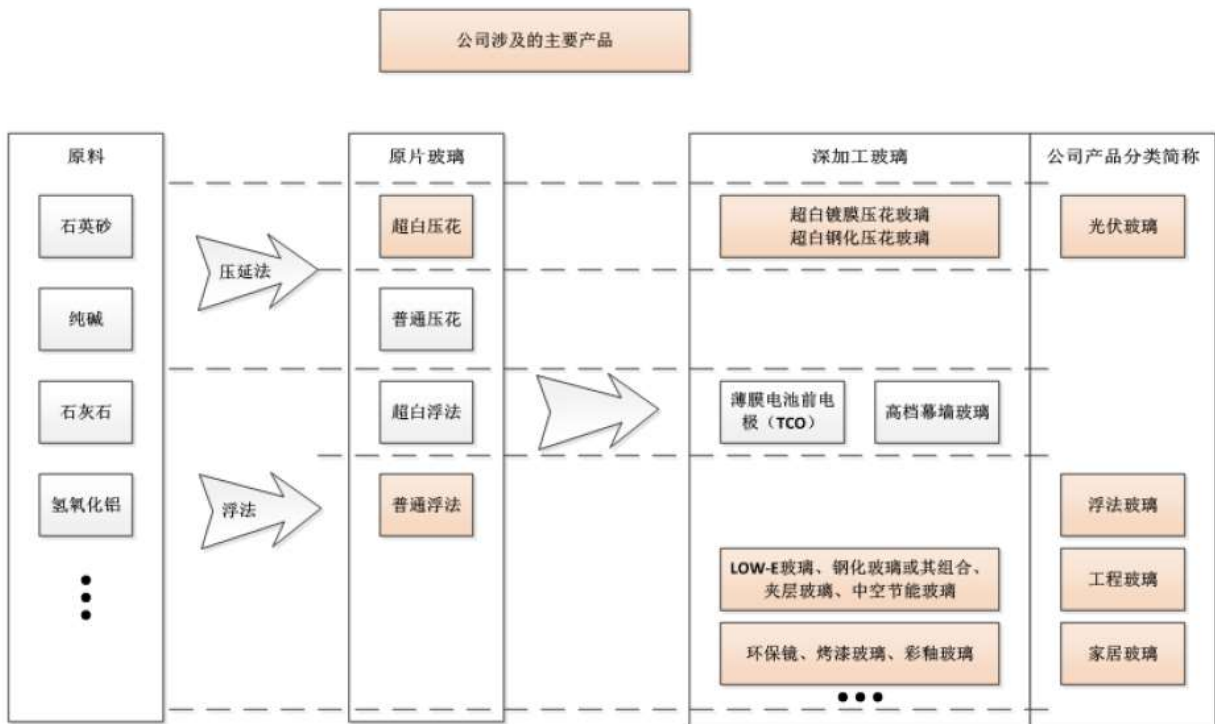 公司涉及的主要产品
原料
原片玻璃
深加工玻璃
公司产品分类简称
石英砂
压延法
超白压花
超白镀膜压花玻璃
超白钢化压花玻璃
光伏玻璃
纯碱
普通压花
石灰石
超白浮法
薄膜电池前电
极（TCO）
高档幕墙玻璃
氢氧化铝
浮法
普通浮法
浮法玻璃
LOW-E玻璃、钢化玻璃或其组合、
夹层玻璃、中空节能玻璃
工程玻璃
环保镜、烤漆玻璃、彩釉玻璃
家居玻璃